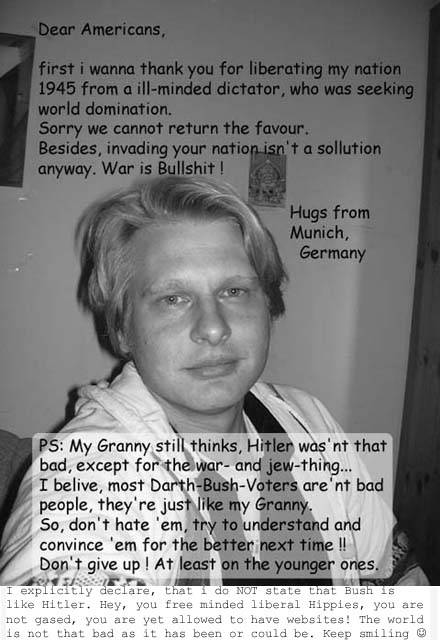 Dear Americans,
first i wanna thank you for liberating my nation
1945 from a ill-minded dictator, who was seeking
world domination.
Sorry we cannot return the favour.
Besides, invading your nation isn't a sollution
anyway. War is Bullshit !
Hugs from
Munich,
Germany
PS: My Granny still thinks, Hitler was'nt that
bad, except for the war- and jew-thing...
I belive, most Darth-Bush-Voters are'nt bad
people, they're just like my Granny.
So, don't hate 'em, try to understand and
convince 'em for the better next time !!
Don't give up ! At least on the younger ones.
I explicitly declare, that i do NOT state that Bush is
like Hitler. Hey, you free minded liberal Hippies, you are
not gased, you are yet allowed to have websites! The world
is not that bad as it has been or could be. Keep smiling ☺